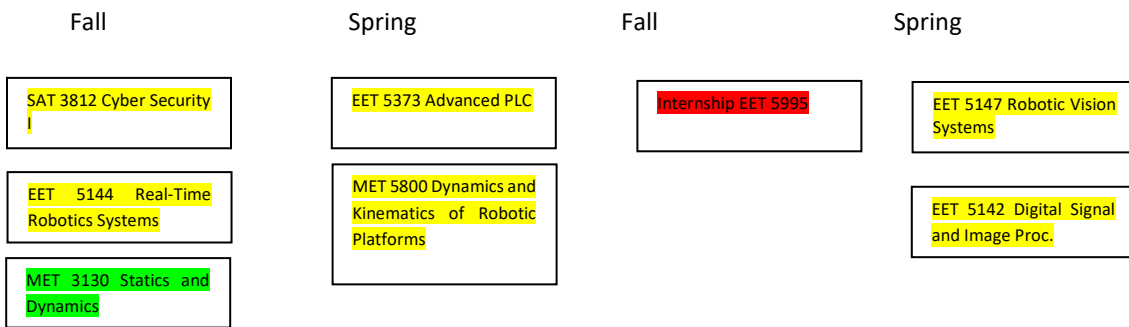 Fall Spring Fall Spring
SAT 3812 Cyber Security
I
EET 5144 Real-Time
Robotics Systems
MET 3130 Statics and
Dynamics
EET 5373 Advanced PLC
MET 5800 Dynamics and
Kinematics of Robotic
Platforms
Internship EET 5995
EET 5147 Robotic Vision
Systems
EET 5142 Digital Signal
and Image Proc.